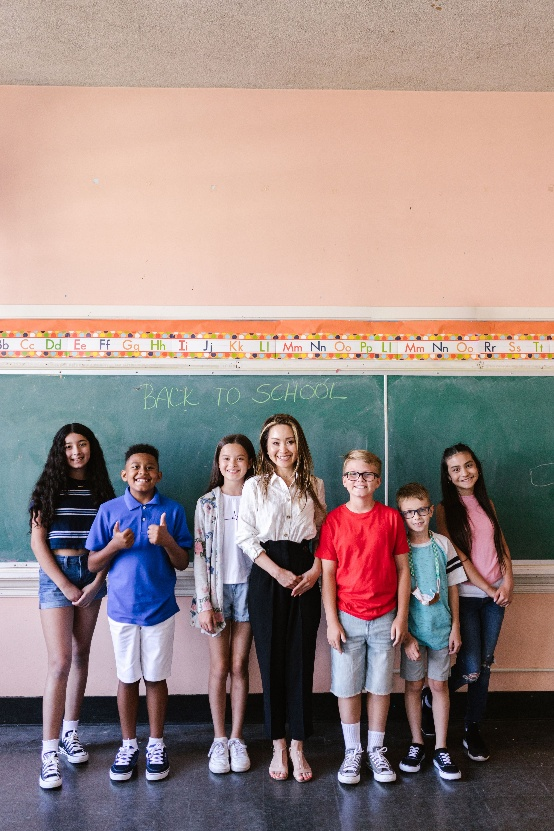 Bb Cc Dd Ee Ff Gg Hh Ii Jj Kk Ll Mm Nn Oo Pp Ll Mm Nn Oo Rr Ss Tt
BACK TO SCHOOL